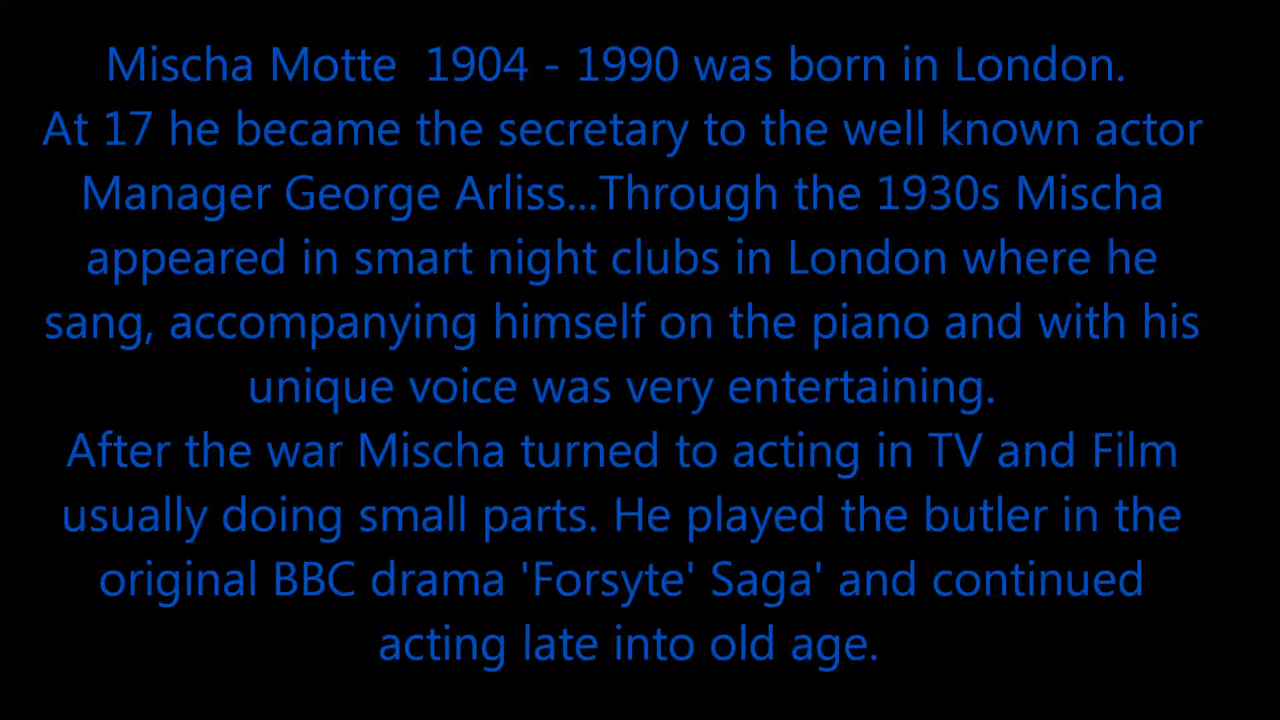 Mischa Motte  1904 - 1990 was born in London.
At 17 he became the secretary to the well known actor
Manager George Arliss...Through the 1930s Mischa
appeared in smart night clubs in London where he
sang, accompanying himself on the piano and with his
unique voice was very entertaining.
After the war Mischa turned to acting in TV and Film
usually doing small parts. He played the butler in the
original BBC drama 'Forsyte' Saga' and continued
acting late into old age.